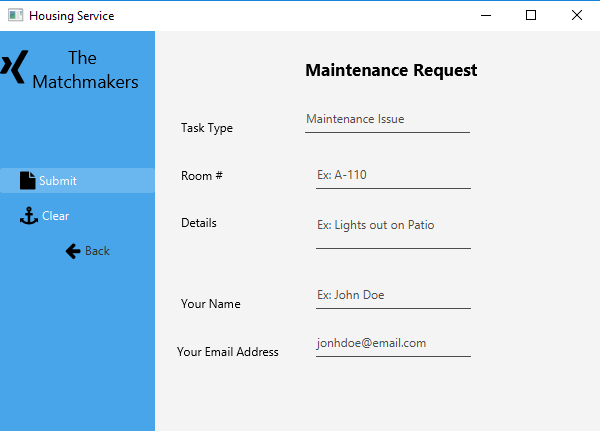 Housing Service
The
Matchmakers
Submit
Clear
Back
Maintenance Request
Task Type
Maintenance Issue
Room #
Ex: A-110
Details
Ex: Lights out on Patio
Your Name
Ex: John Doe
Your Email Address
jonhdoe@email.com